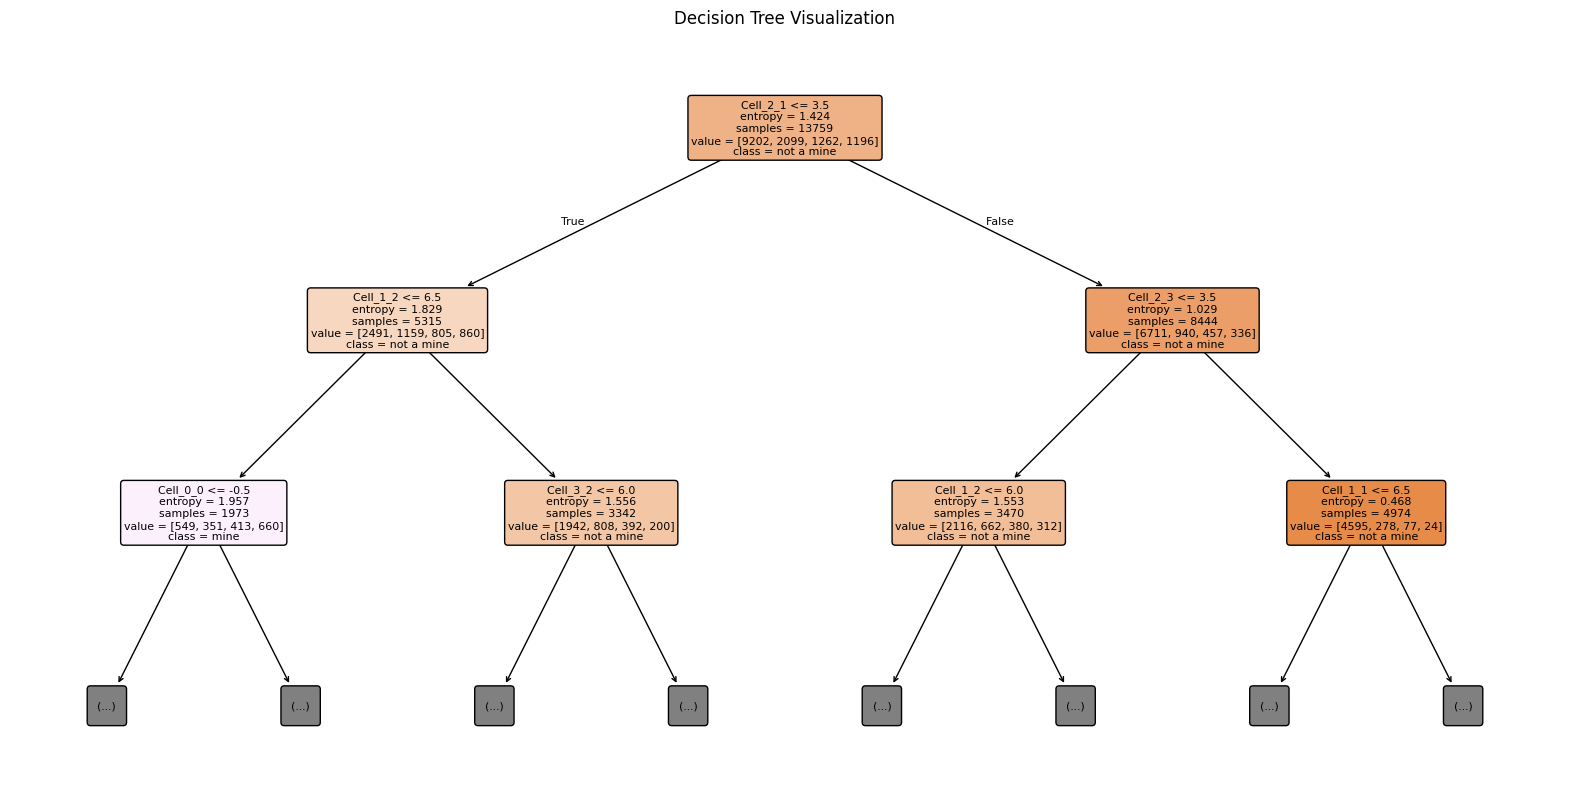 Decision Tree Visualization
Cell_2_1 <= 3.5
entropy = 1.424
samples = 13759
value = [9202, 2099, 1262, 1196]
class = not a mine
True
False
Cell_1_2 <= 6.5
entropy = 1.829
samples = 5315
value = [2491, 1159, 805, 860]
class = not a mine
Cell_2_3 <= 3.5
entropy = 1.029
samples = 8444
value = [6711, 940, 457, 336]
class = not a mine
Cell_0_0 <= -0.5
entropy = 1.957
samples = 1973
value = [549, 351, 413, 660]
class = mine
Cell_3_2 <= 6.0
entropy = 1.556
samples = 3342
value = [1942, 808, 392, 200]
class = not a mine
Cell_1_2 <= 6.0
entropy = 1.553
samples = 3470
value = [2116, 662, 380, 312]
class = not a mine
Cell_1_1 <= 6.5
entropy = 0.468
samples = 4974
value = [4595, 278, 77, 24]
class = not a mine
(...)
(...)
(...)
(...)
(...)
(...)
(...)
(...)